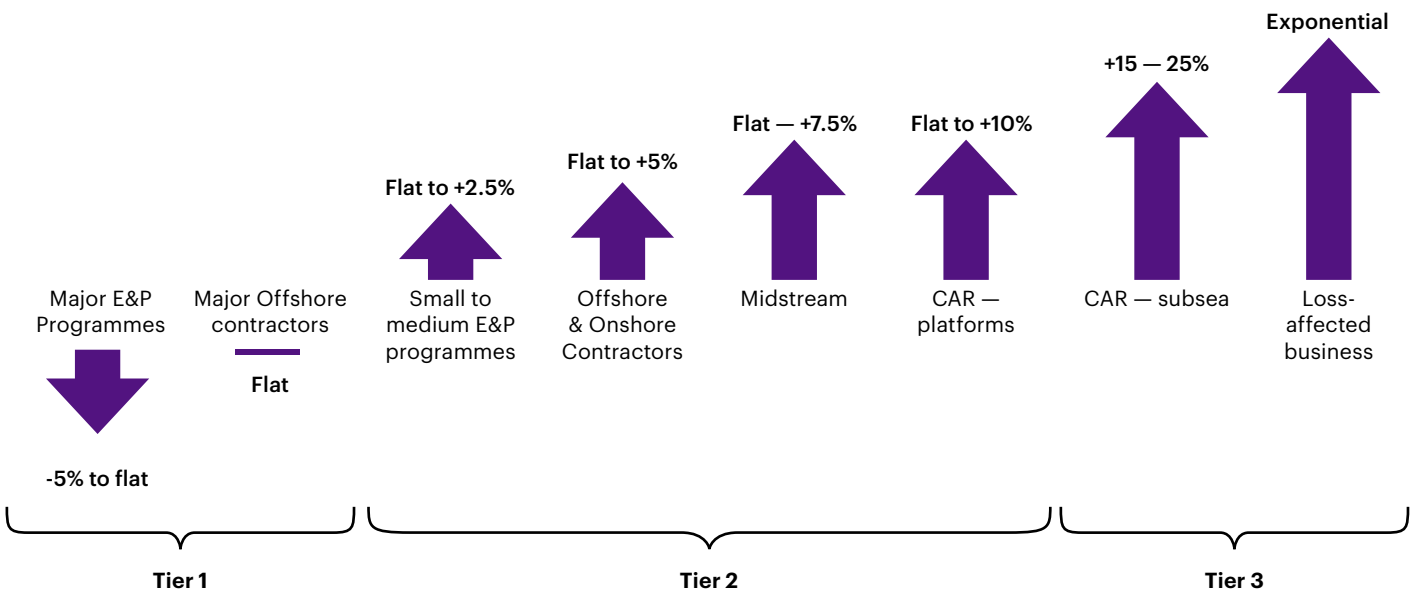 Major E&P
Programmes
-5% to flat
Major Offshore
contractors
Flat
Flat to +2.5%
Small to
medium E&P
programmes
Flat to +5%
Offshore
& Onshore
Contractors
Flat — +7.5%
Midstream
Flat to +10%
CAR —
platforms
+15 — 25%
CAR — subsea
Exponential
Loss-
affected
business
Tier 1
Tier 2
Tier 3